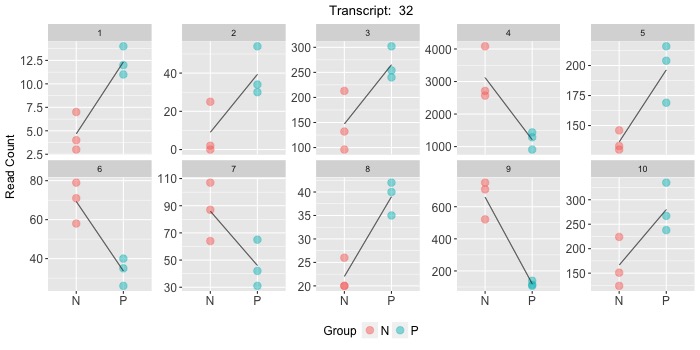 Transcript: 32
1 2 3 4 5
12.5 10.0 7.5 5.0 2.5
40 20 0
300 250 200 150 100
4000 3000 2000 1000
200 175 150
Read Count
6 7 8 9 10
80 60 40
110 90 70 50 30
40 35 30 25 20
600 400 200
300 250 200 150
N P N P N P N P N P
Group N P